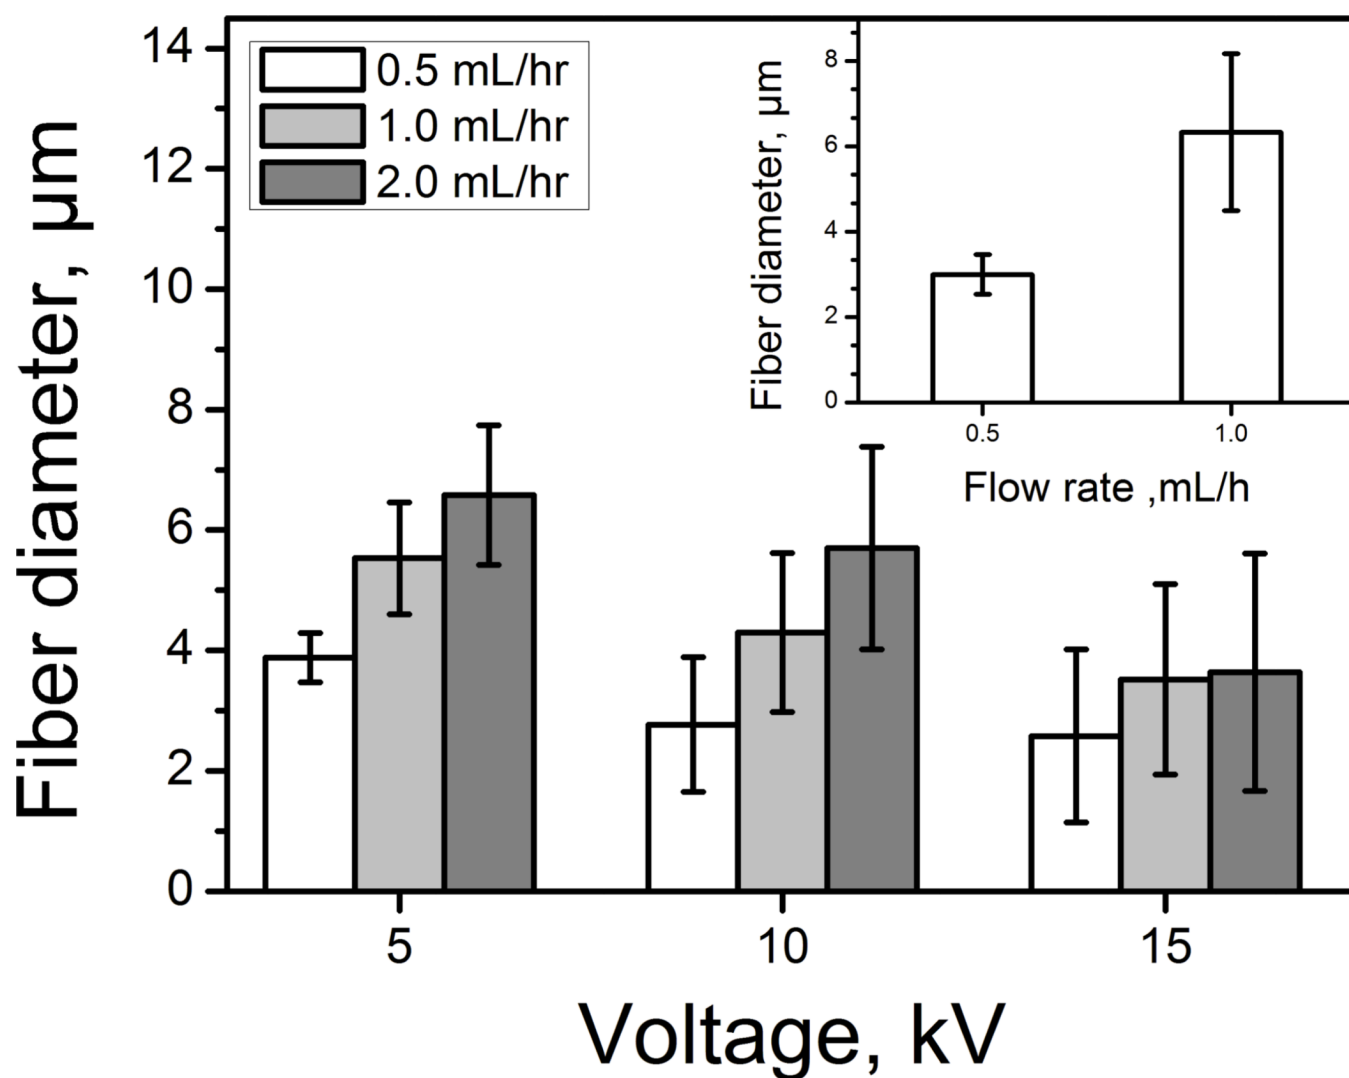 Fiber diameter, μm
14
12
10
8
6
4
2
0
0.5 mL/hr
1.0 mL/hr
2.0 mL/hr
5
10
15
Voltage, kV
Fiber diameter, μm
8
6
4
2
0
0.5
1.0
Flow rate ,mL/h